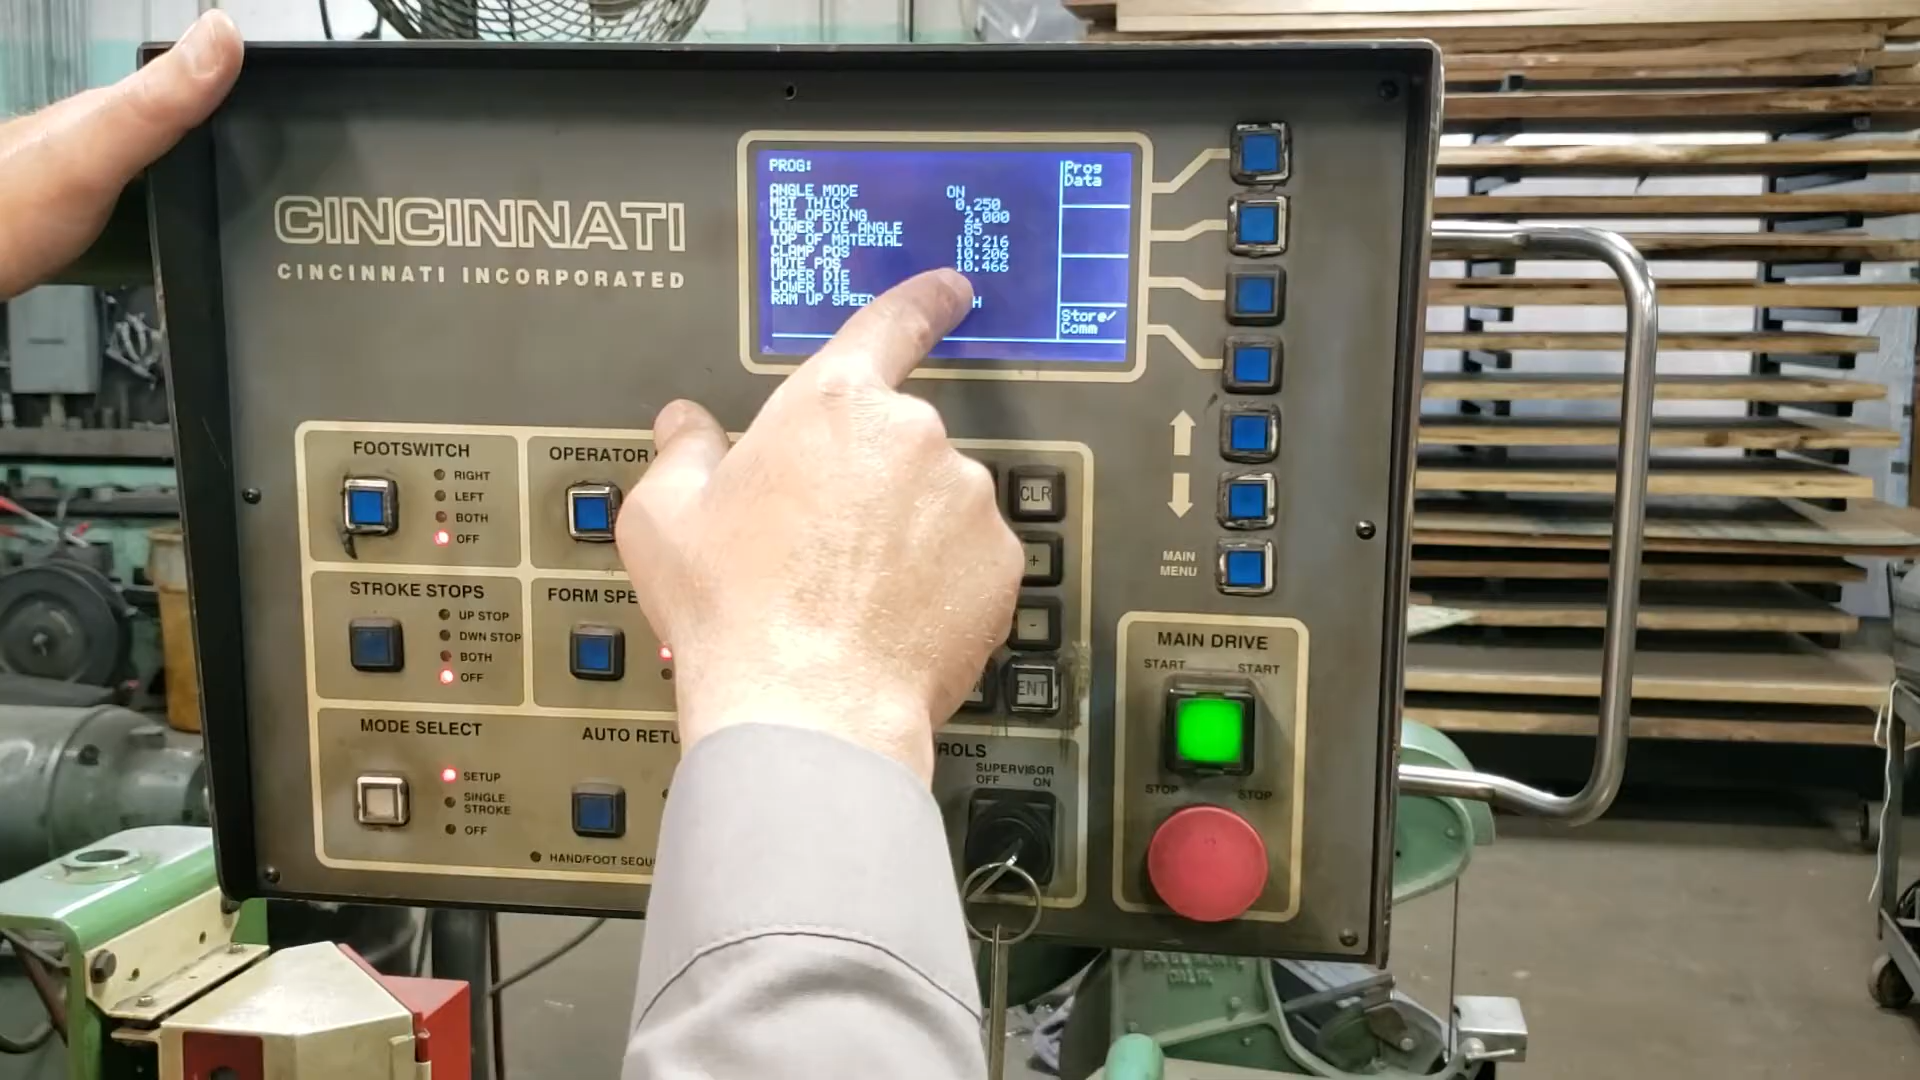 PROG:
Prog
Data
ANGLE MODE ON
MAT THICK 0.250
VEE OPENING 2.000
LOWER DIE ANGLE 85
TOP OF MATERIAL 10.216
CLAMP POS 10.206
MUTE POS 10.466
UPPER DIE
LOWER DIE
RAM UP SPEED H
Store/
Comm
CINCINNATI
CINCINNATI INCORPORATED
FOOTSWITCH
RIGHT
LEFT
BOTH
OFF
OPERATOR
CLR
+
-
ENT
MAIN
MENU
STROKE STOPS
UP STOP
DWN STOP
BOTH
OFF
FORM SPE
MODE SELECT
SETUP
SINGLE
STROKE
OFF
AUTO RETU
HAND/FOOT SEQU
ROLS
SUPERVISOR
OFF ON
MAIN DRIVE
START START
STOP STOP